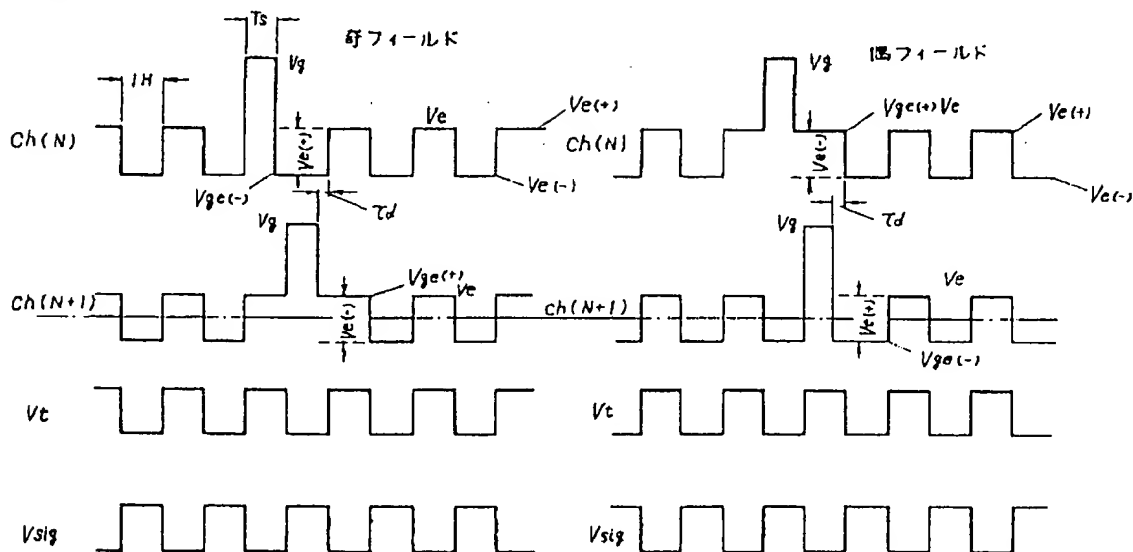 Ts
奇フィールド
Vg
1H
Ve
Ve(+)
Ch(N)
Ve(+)
Vge(-)
Ve(-)
τd
Vg
Vge(+)
Ve
Ch(N+1)
Ve(-)
Vt
Vsig
偶フィールド
Vg
Vge(+)
Ve
Ve(+)
Ch(N)
Ve(-)
Ve(-)
τd
Vg
Ve
Ch(N+1)
Ve(+)
Vge(-)
Vt
Vsig